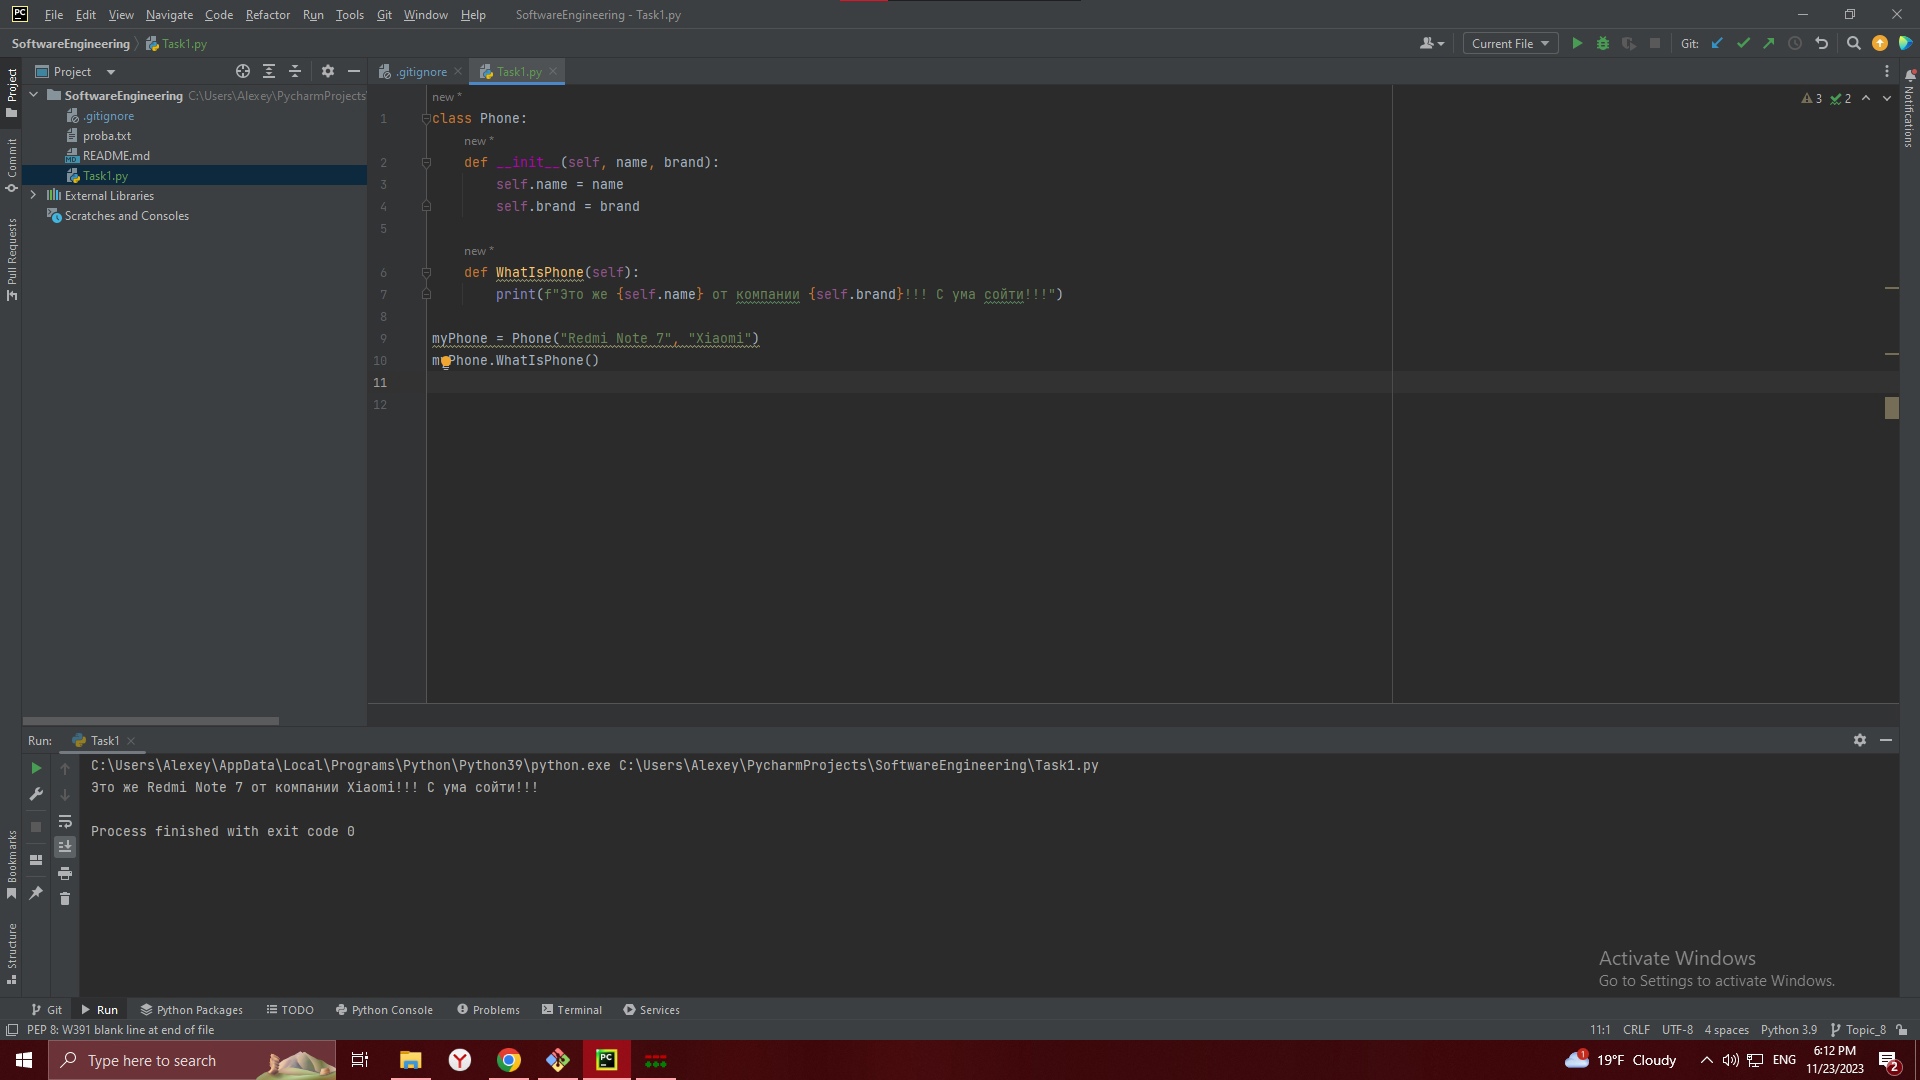 PC File Edit View Navigate Code Refactor Run Tools Git Window Help SoftwareEngineering - Task1.py
SoftwareEngineering Task1.py Current File Git:
Project .gitignore Task1.py
Project
Commit
Pull Requests
Bookmarks
Structure
Notifications
SoftwareEngineering C:\Users\Alexey\PycharmProjects
.gitignore
proba.txt
README.md
Task1.py
External Libraries
Scratches and Consoles
3 2
new *
1 class Phone:
new *
2 def __init__(self, name, brand):
3 self.name = name
4 self.brand = brand
5
new *
6 def WhatIsPhone(self):
7 print(f"Это же {self.name} от компании {self.brand}!!! С ума сойти!!!")
8
9 myPhone = Phone("Redmi Note 7", "Xiaomi")
10 myPhone.WhatIsPhone()
11
12
Run: Task1
C:\Users\Alexey\AppData\Local\Programs\Python\Python39\python.exe C:\Users\Alexey\PycharmProjects\SoftwareEngineering\Task1.py
Это же Redmi Note 7 от компании Xiaomi!!! С ума сойти!!!
Process finished with exit code 0
Activate Windows
Go to Settings to activate Windows.
Git Run Python Packages TODO Python Console Problems Terminal Services
PEP 8: W391 blank line at end of file 11:1 CRLF UTF-8 4 spaces Python 3.9 Topic_8
Type here to search PC 1 19°F Cloudy ENG 6:12 PM
11/23/2023 2